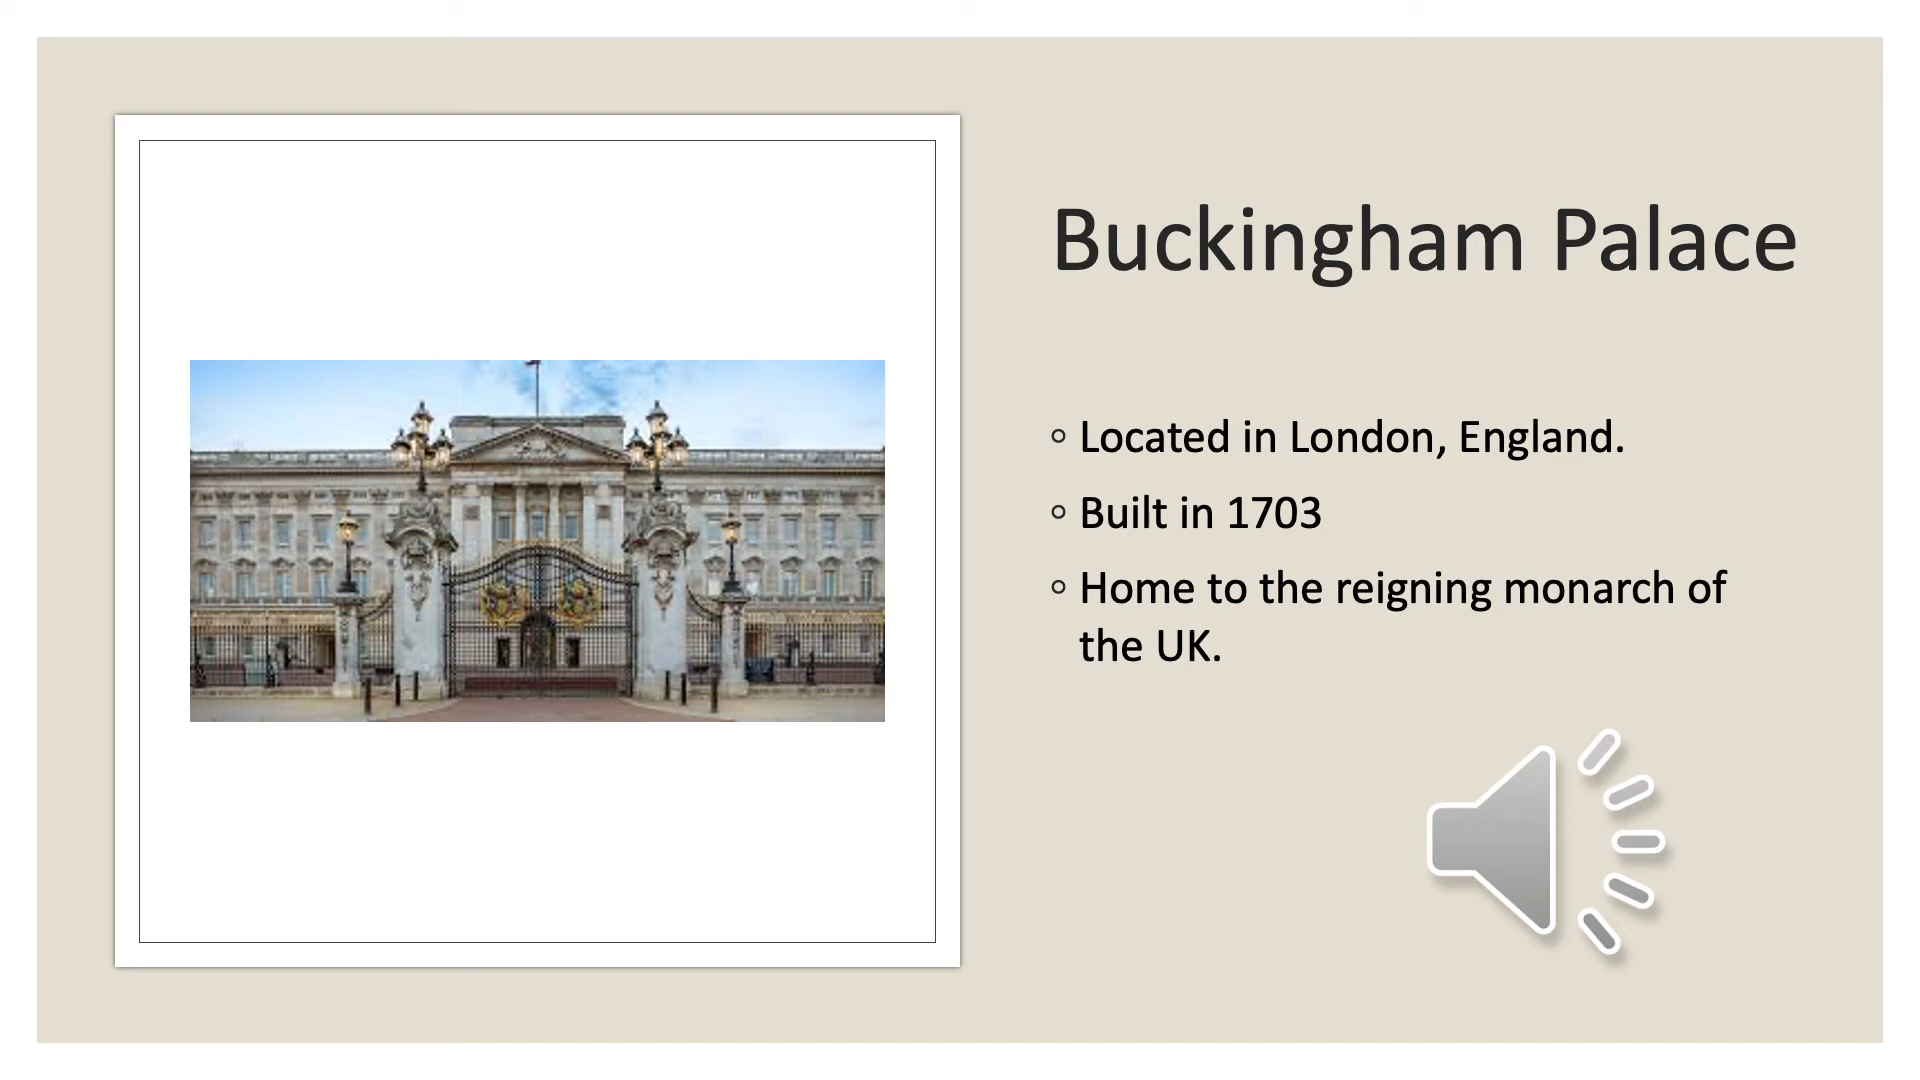 Buckingham Palace
◦ Located in London, England.
◦ Built in 1703
◦ Home to the reigning monarch of
the UK.